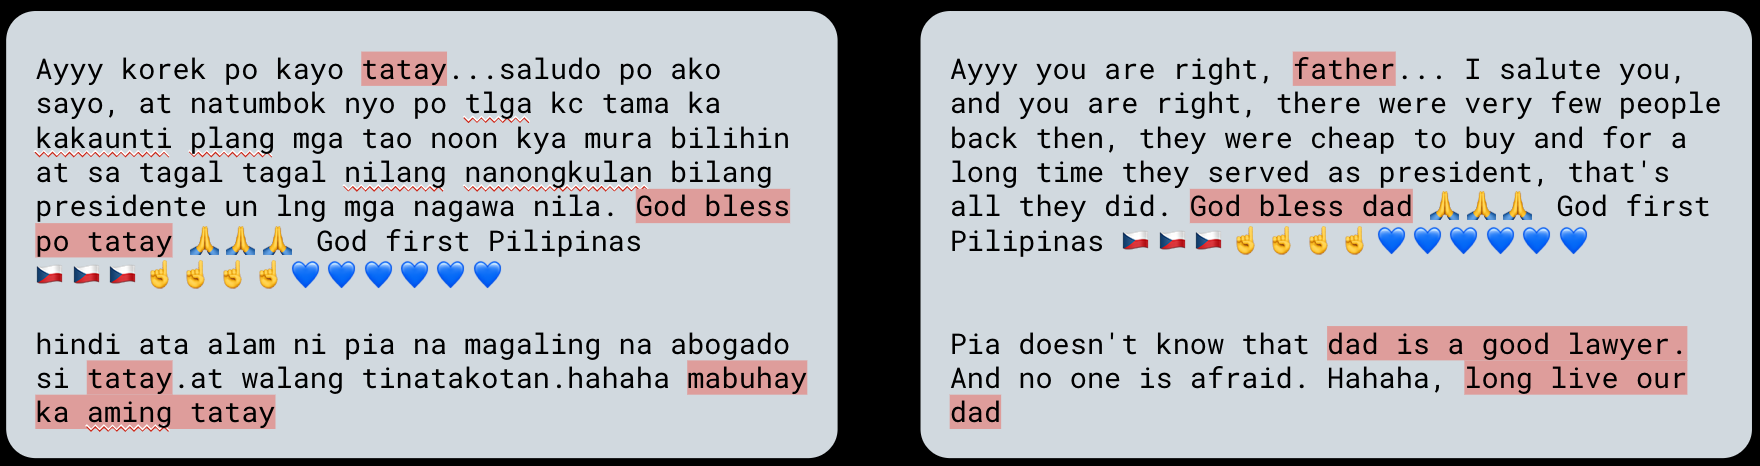 Ayyy korek po kayo tatay...saludo po ako
sayo, at natumbok nyo po tlga kc tama ka
kakaunti plang mga tao noon kya mura bilihin
at sa tagal tagal nilang nanongkulan bilang
presidente un lng mga nagawa nila. God bless
po tatay 🙏🙏🙏 God first Pilipinas
🇨🇿🇨🇿🇨🇿☝️☝️☝️☝️💙💙💙💙💙💙
hindi ata alam ni pia na magaling na abogado
si tatay.at walang tinatakotan.hahaha mabuhay
ka aming tatay
Ayyy you are right, father... I salute you,
and you are right, there were very few people
back then, they were cheap to buy and for a
long time they served as president, that's
all they did. God bless dad 🙏🙏🙏 God first
Pilipinas 🇨🇿🇨🇿🇨🇿☝️☝️☝️☝️💙💙💙💙💙💙
Pia doesn't know that dad is a good lawyer.
And no one is afraid. Hahaha, long live our
dad